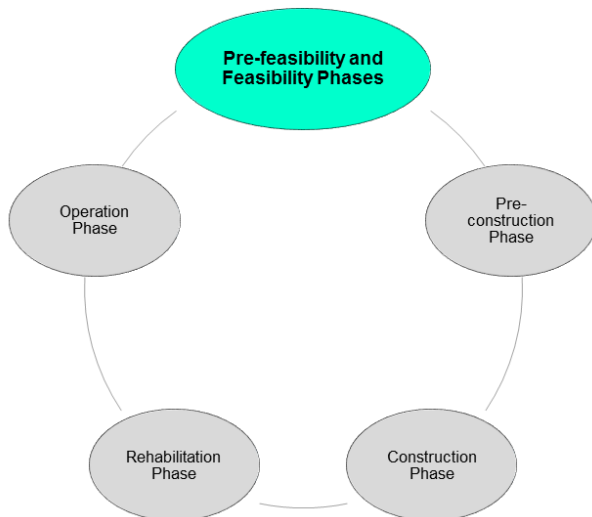 Pre-feasibility and
Feasibility Phases
Operation
Phase
Pre-
construction
Phase
Rehabilitation
Phase
Construction
Phase